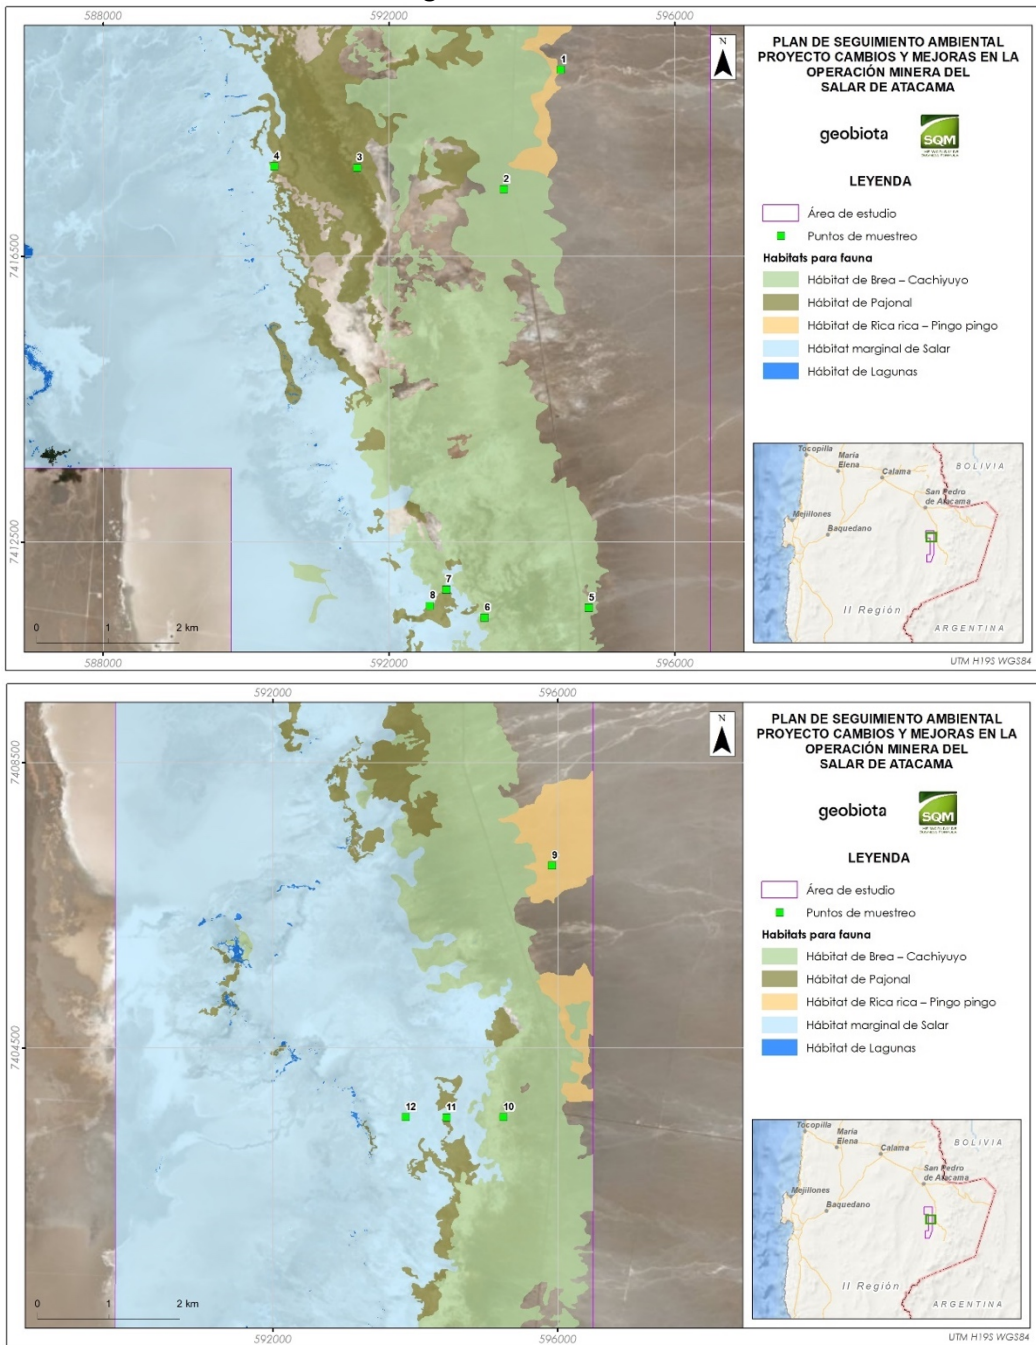 588000
592000
596000
7416500
7412500
1
2
3
4
5
6
7
8
0 1 2 km
588000
592000
596000
N
PLAN DE SEGUIMIENTO AMBIENTAL
PROYECTO CAMBIOS Y MEJORAS EN LA
OPERACIÓN MINERA DEL
SALAR DE ATACAMA
geobiota
SQM
LEYENDA
Área de estudio
Puntos de muestreo
Habitats para fauna
Hábitat de Brea – Cachiyuyo
Hábitat de Pajonal
Hábitat de Rica rica – Pingo pingo
Hábitat marginal de Salar
Hábitat de Lagunas
Tocopilla
María
Elena
Calama
BOLIVIA
San Pedro
de Atacama
Mejillones
Baquedano
II Región
ARGENTINA
UTM H19S WGS84
592000
596000
7408500
7404500
9
10
11
12
0 1 2 km
592000
596000
N
PLAN DE SEGUIMIENTO AMBIENTAL
PROYECTO CAMBIOS Y MEJORAS EN LA
OPERACIÓN MINERA DEL
SALAR DE ATACAMA
geobiota
SQM
LEYENDA
Área de estudio
Puntos de muestreo
Habitats para fauna
Hábitat de Brea – Cachiyuyo
Hábitat de Pajonal
Hábitat de Rica rica – Pingo pingo
Hábitat marginal de Salar
Hábitat de Lagunas
Tocopilla
María
Elena
Calama
BOLIVIA
San Pedro
de Atacama
Mejillones
Baquedano
II Región
ARGENTINA
UTM H19S WGS84